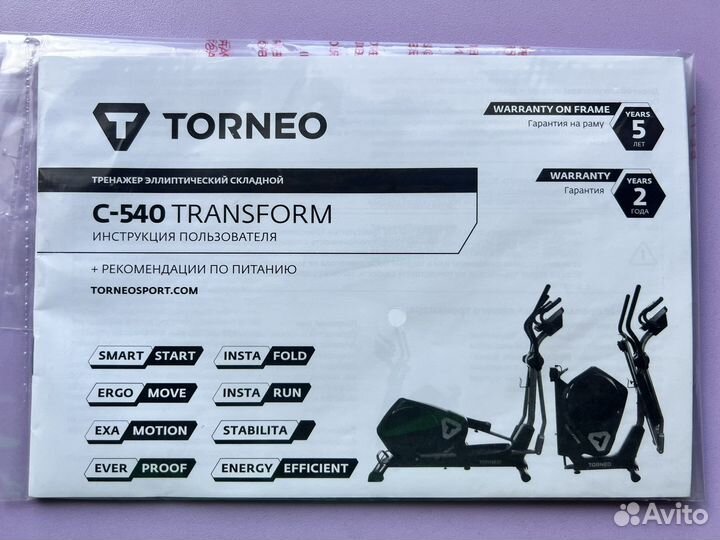 TORNEO
WARRANTY ON FRAME
Гарантия на раму
YEARS
5
ЛЕТ
WARRANTY
Гарантия
YEARS
2
ГОДА
ТРЕНАЖЕР ЭЛЛИПТИЧЕСКИЙ СКЛАДНОЙ
C-540 TRANSFORM
ИНСТРУКЦИЯ ПОЛЬЗОВАТЕЛЯ
+ РЕКОМЕНДАЦИИ ПО ПИТАНИЮ
TORNEOSPORT.COM
SMART START
INSTA FOLD
ERGO MOVE
INSTA RUN
EXA MOTION
STABILITA
EVER PROOF
ENERGY EFFICIENT
TORNEO
TORNEO
Avito